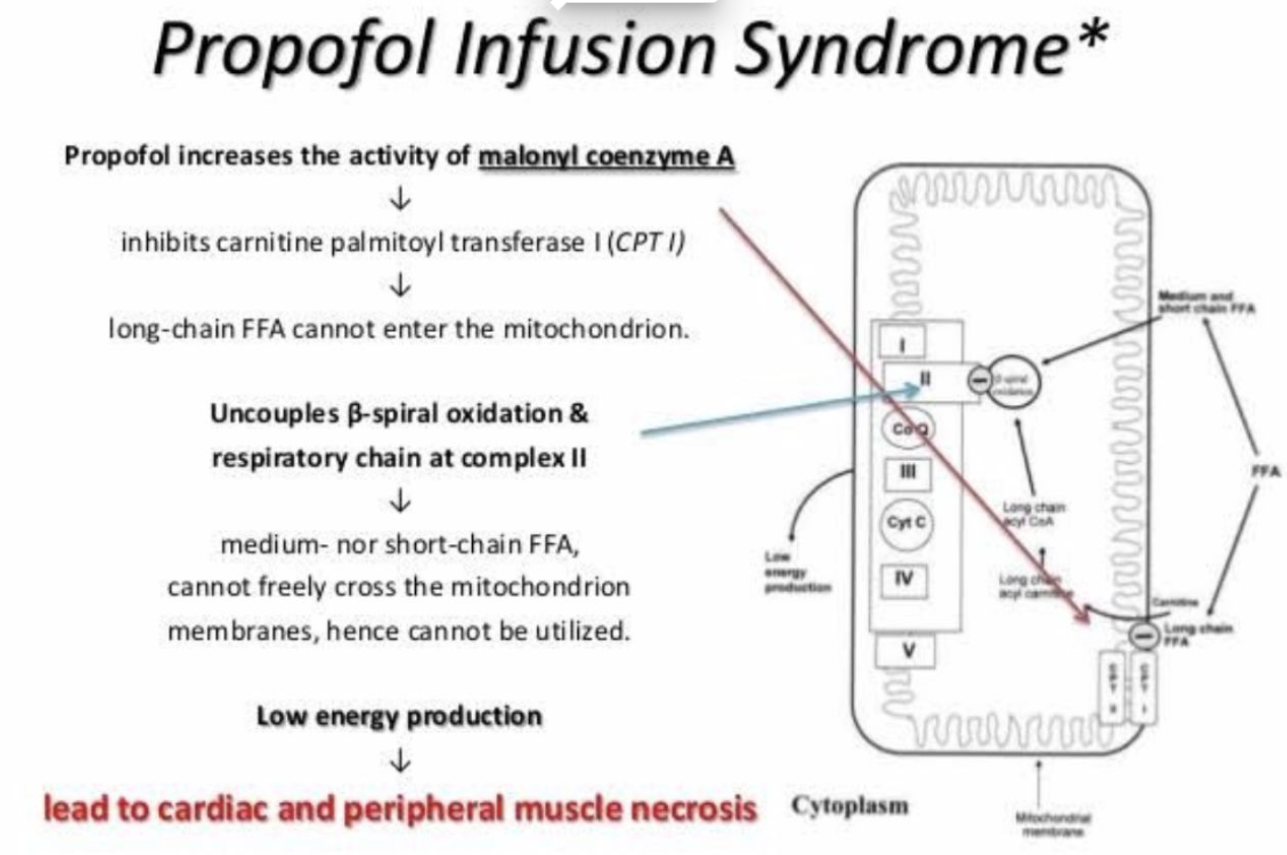 Propofol Infusion Syndrome*
Propofol increases the activity of malonyl coenzyme A
↓
inhibits carnitine palmitoyl transferase I (CPT I)
↓
long-chain FFA cannot enter the mitochondrion.
Uncouples β-spiral oxidation &
respiratory chain at complex II
↓
medium- nor short-chain FFA,
cannot freely cross the mitochondrion
membranes, hence cannot be utilized.
Low energy production
↓
lead to cardiac and peripheral muscle necrosis
Medium and
short chain FFA
I
II
β-spiral
oxidation
Co Q
III
FFA
Long chain
acyl CoA
Cyt C
Low
energy
production
IV
Long chain
acyl carnitine
Carnitine
Long chain
FFA
V
CPT II
CPT I
Cytoplasm
Mitochondrial
membrane